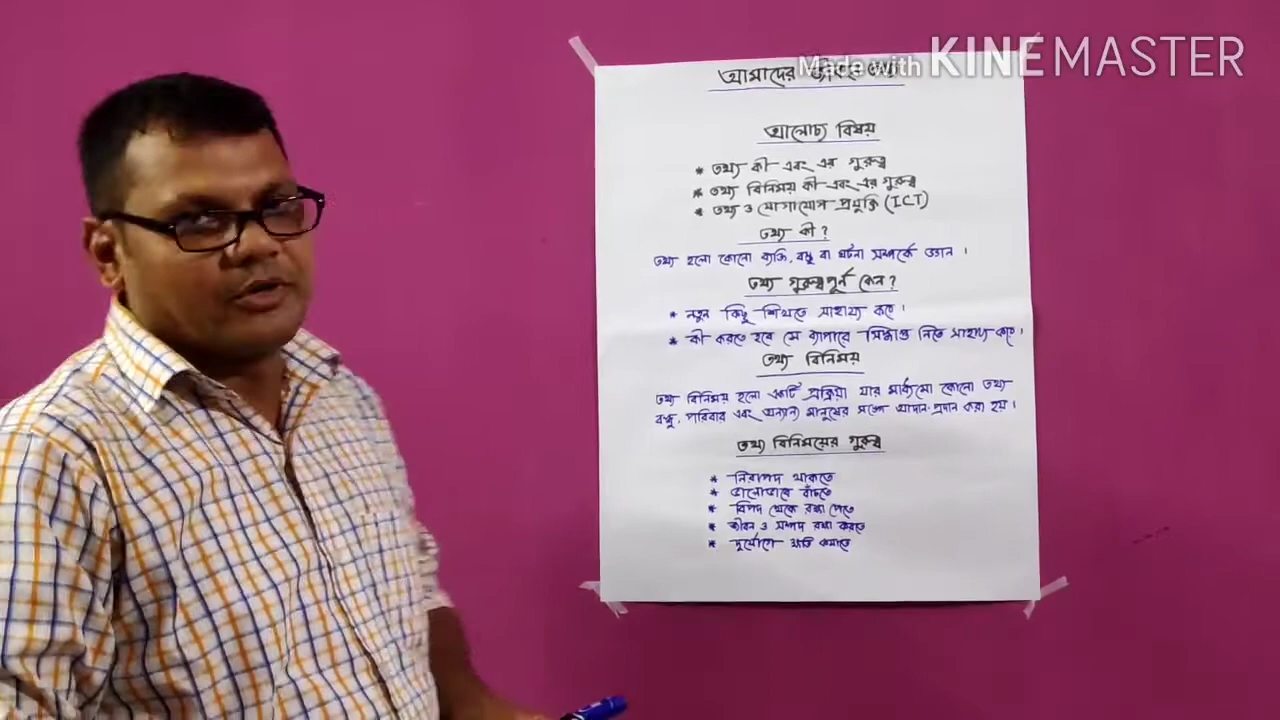 আমাদের জীবনে তথ্য
Made with KINEMASTER
আলোচ্য বিষয়
* তথ্য কী এবং এর গুরুত্ব
* তথ্য বিনিময় কী এবং এর গুরুত্ব
* তথ্য ও যোগাযোগ প্রযুক্তি (ICT)
তথ্য কী?
তথ্য হলো কোনো ব্যক্তি, বস্তু বা ঘটনা সম্পর্কে জ্ঞান।
তথ্য গুরুত্বপূর্ন কেন?
* নতুন কিছু শিখতে সাহায্য করে।
* কী করতে হবে সে ব্যাপারে সিদ্ধান্ত নিতে সাহায্য করে।
তথ্য বিনিময়
তথ্য বিনিময় হলো একটি প্রক্রিয়া যার মাধ্যমে কোনো তথ্য
বন্ধু, পরিবার এবং অন্যান্য মানুষের সঙ্গে আদান-প্রদান করা হয়।
তথ্য বিনিময়ের গুরুত্ব
* নিরাপদ থাকতে
* ভালোভাবে বাঁচতে
* বিপদ থেকে রক্ষা পেতে
* জীবন ও সম্পদ রক্ষা করতে
* দুর্যোগে ক্ষতি কমাতে